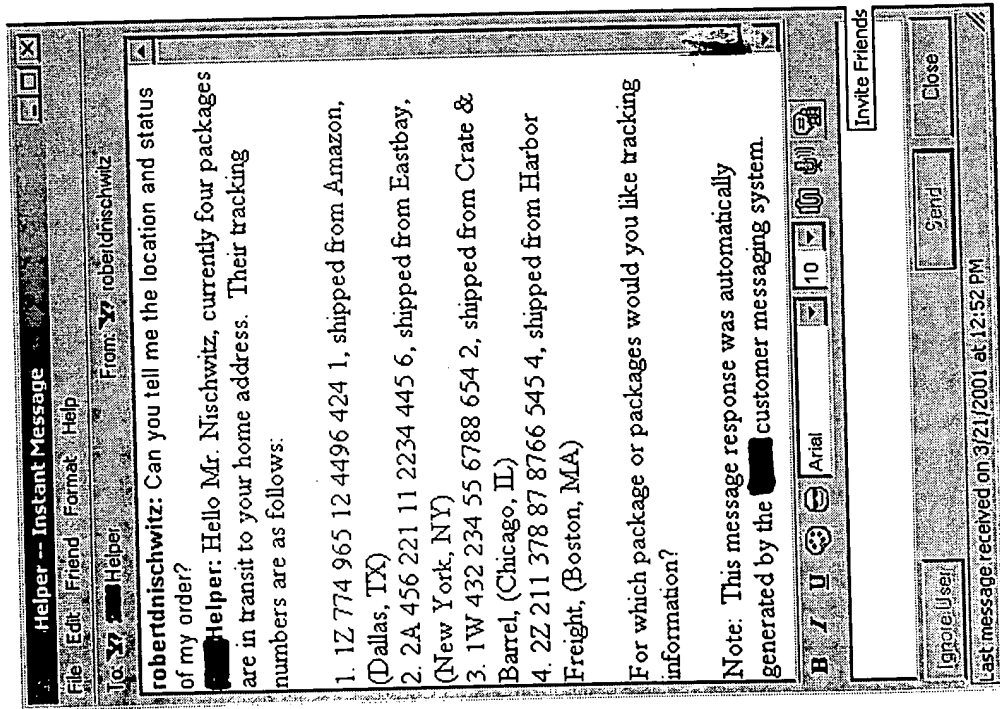 Helper -- Instant Message
File Edit Friend Format Help
To: Y! Helper From: Y! robertdnischwitz
robertdnischwitz: Can you tell me the location and status
of my order?
Helper: Hello Mr. Nischwitz, currently four packages
are in transit to your home address. Their tracking
numbers are as follows:
1. 1Z 774 965 12 4496 424 1, shipped from Amazon,
(Dallas, TX)
2. 2A 456 221 11 2234 445 6, shipped from Eastbay,
(New York, NY)
3. 1W 432 234 55 6788 654 2, shipped from Crate &
Barrel, (Chicago, IL)
4. 2Z 211 378 87 8766 545 4, shipped from Harbor
Freight, (Boston, MA)
For which package or packages would you like tracking
information?
Note: This message response was automatically
generated by the customer messaging system.
B I U Arial 10
Invite Friends
Ignore User Send Close
Last message received on 3/21/2001 at 12:52 PM